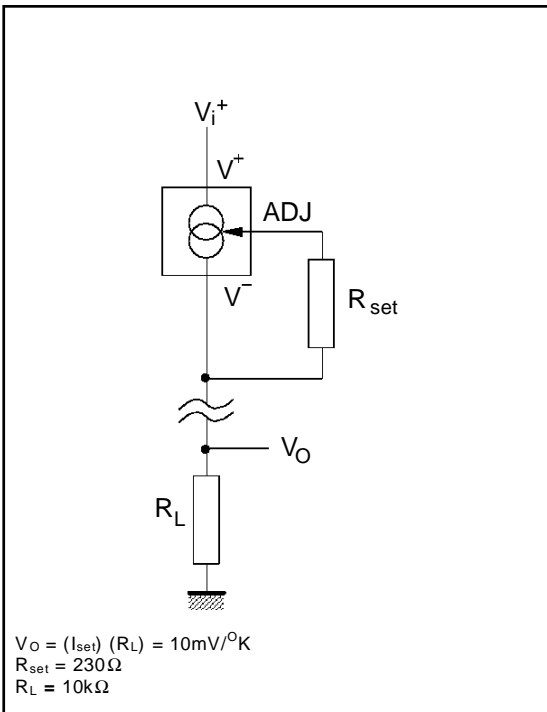 Vi+
V+
ADJ
V−
Rset
VO
RL
VO = (Iset) (RL) = 10mV/OK
Rset = 230Ω
RL = 10kΩ